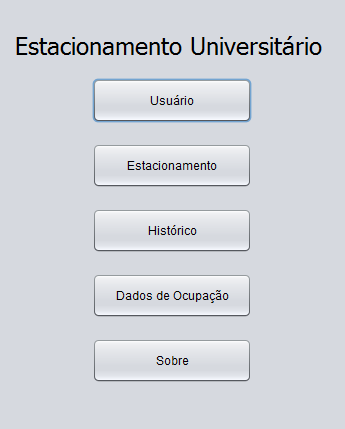 Estacionamento Universitário
Usuário
Estacionamento
Histórico
Dados de Ocupação
Sobre